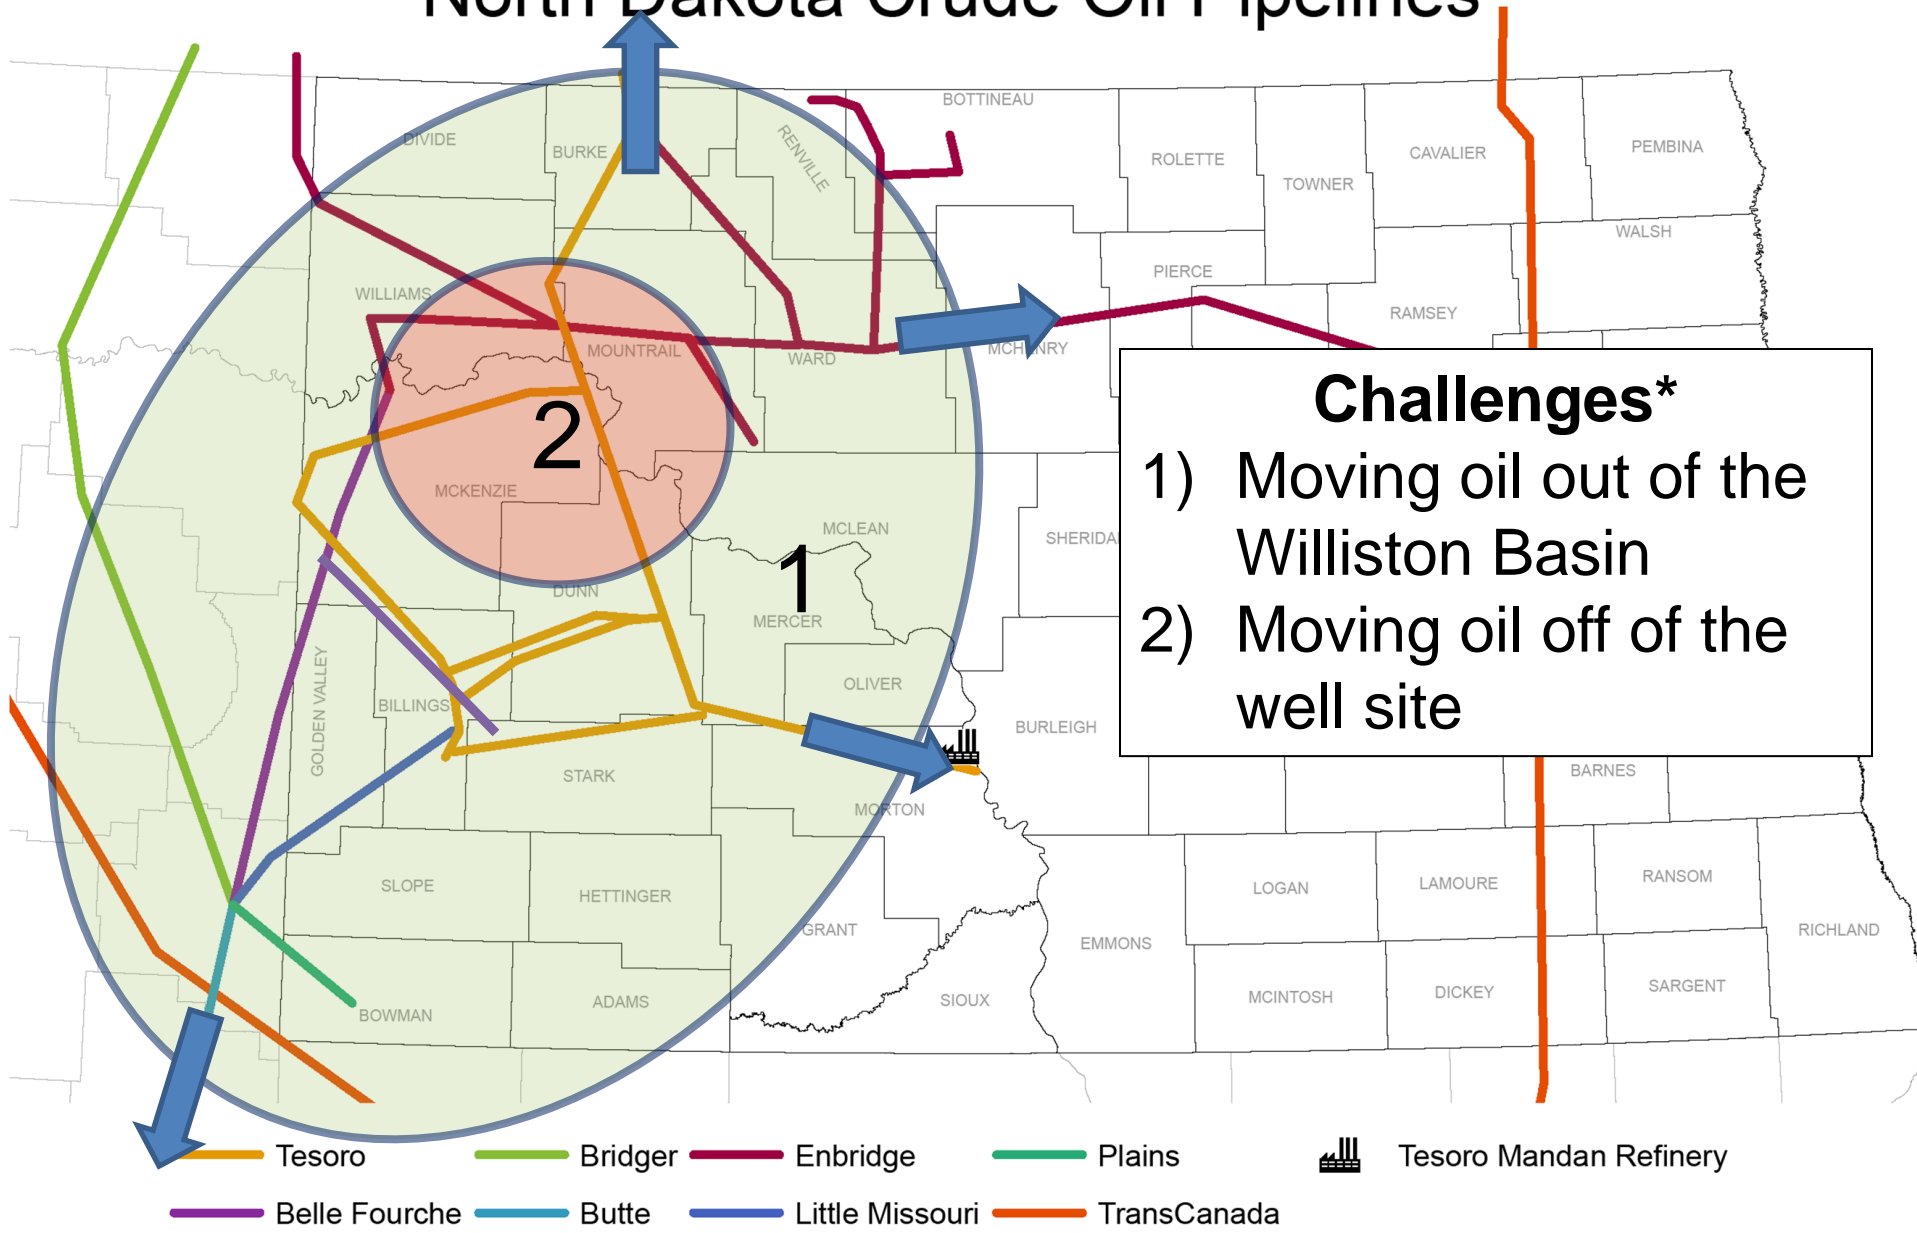 North Dakota Crude Oil Pipelines
BOTTINEAU
DIVIDE
BURKE
RENVILLE
ROLETTE
TOWNER
CAVALIER
PEMBINA
WALSH
PIERCE
WILLIAMS
RAMSEY
MOUNTRAIL
WARD
MCHENRY
Challenges*
1) Moving oil out of the
Williston Basin
2) Moving oil off of the
well site
2
MCKENZIE
MCLEAN
SHERIDA
1
DUNN
MERCER
GOLDEN VALLEY
BILLINGS
OLIVER
BURLEIGH
STARK
BARNES
MORTON
SLOPE
HETTINGER
LOGAN
LAMOURE
RANSOM
GRANT
EMMONS
RICHLAND
BOWMAN
ADAMS
SIOUX
MCINTOSH
DICKEY
SARGENT
Tesoro
Bridger
Enbridge
Plains
Tesoro Mandan Refinery
Belle Fourche
Butte
Little Missouri
TransCanada